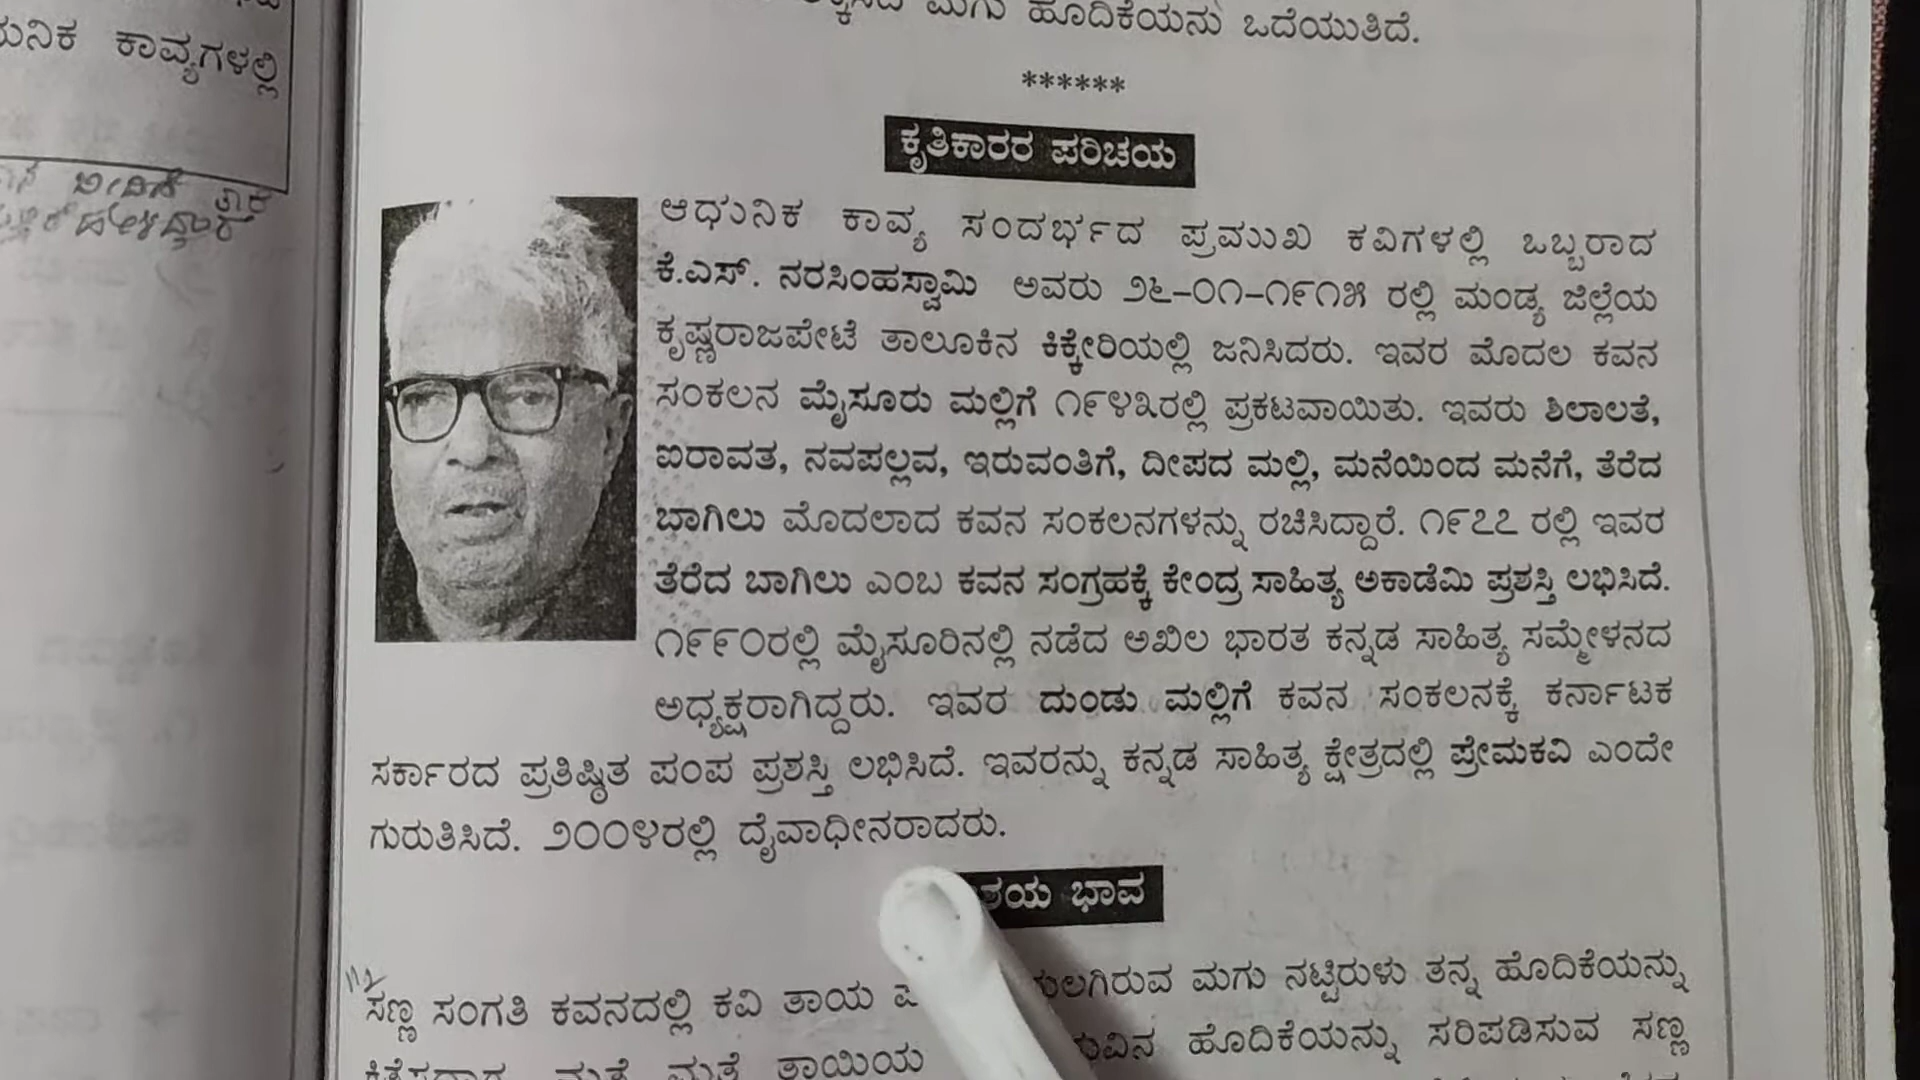 ಮಗು ಹೊದಿಕೆಯನು ಒದೆಯುತಿದೆ.
******
ಕಾವ್ಯಗಳಲ್ಲಿ
ಕೃತಿಕಾರರ ಪರಿಚಯ
ಆಧುನಿಕ ಕಾವ್ಯ ಸಂದರ್ಭದ ಪ್ರಮುಖ ಕವಿಗಳಲ್ಲಿ ಒಬ್ಬರಾದ
ಕೆ.ಎಸ್. ನರಸಿಂಹಸ್ವಾಮಿ ಅವರು ೨೬-೦೧-೧೯೧೫ ರಲ್ಲಿ ಮಂಡ್ಯ ಜಿಲ್ಲೆಯ
ಕೃಷ್ಣರಾಜಪೇಟೆ ತಾಲೂಕಿನ ಕಿಕ್ಕೇರಿಯಲ್ಲಿ ಜನಿಸಿದರು. ಇವರ ಮೊದಲ ಕವನ
ಸಂಕಲನ ಮೈಸೂರು ಮಲ್ಲಿಗೆ ೧೯೪೩ರಲ್ಲಿ ಪ್ರಕಟವಾಯಿತು. ಇವರು ಶಿಲಾಲತೆ,
ಐರಾವತ, ನವಪಲ್ಲವ, ಇರುವಂತಿಗೆ, ದೀಪದ ಮಲ್ಲಿ, ಮನೆಯಿಂದ ಮನೆಗೆ, ತೆರೆದ
ಬಾಗಿಲು ಮೊದಲಾದ ಕವನ ಸಂಕಲನಗಳನ್ನು ರಚಿಸಿದ್ದಾರೆ. ೧೯೭೭ ರಲ್ಲಿ ಇವರ
ತೆರೆದ ಬಾಗಿಲು ಎಂಬ ಕವನ ಸಂಗ್ರಹಕ್ಕೆ ಕೇಂದ್ರ ಸಾಹಿತ್ಯ ಅಕಾಡೆಮಿ ಪ್ರಶಸ್ತಿ ಲಭಿಸಿದೆ.
೧೯೯೦ರಲ್ಲಿ ಮೈಸೂರಿನಲ್ಲಿ ನಡೆದ ಅಖಿಲ ಭಾರತ ಕನ್ನಡ ಸಾಹಿತ್ಯ ಸಮ್ಮೇಳನದ
ಅಧ್ಯಕ್ಷರಾಗಿದ್ದರು. ಇವರ ದುಂಡು ಮಲ್ಲಿಗೆ ಕವನ ಸಂಕಲನಕ್ಕೆ ಕರ್ನಾಟಕ
ಸರ್ಕಾರದ ಪ್ರತಿಷ್ಠಿತ ಪಂಪ ಪ್ರಶಸ್ತಿ ಲಭಿಸಿದೆ. ಇವರನ್ನು ಕನ್ನಡ ಸಾಹಿತ್ಯ ಕ್ಷೇತ್ರದಲ್ಲಿ ಪ್ರೇಮಕವಿ ಎಂದೇ
ಗುರುತಿಸಿದೆ. ೨೦೦೪ರಲ್ಲಿ ದೈವಾಧೀನರಾದರು.
ಭಾವ
ಸಣ್ಣ ಸಂಗತಿ ಕವನದಲ್ಲಿ ಕವಿ ತಾಯ ಮಗು ನಟ್ಟಿರುಳು ತನ್ನ ಹೊದಿಕೆಯನ್ನು
ತಾಯಿಯ ಹೊದಿಕೆಯನ್ನು ಸರಿಪಡಿಸುವ ಸಣ್ಣ